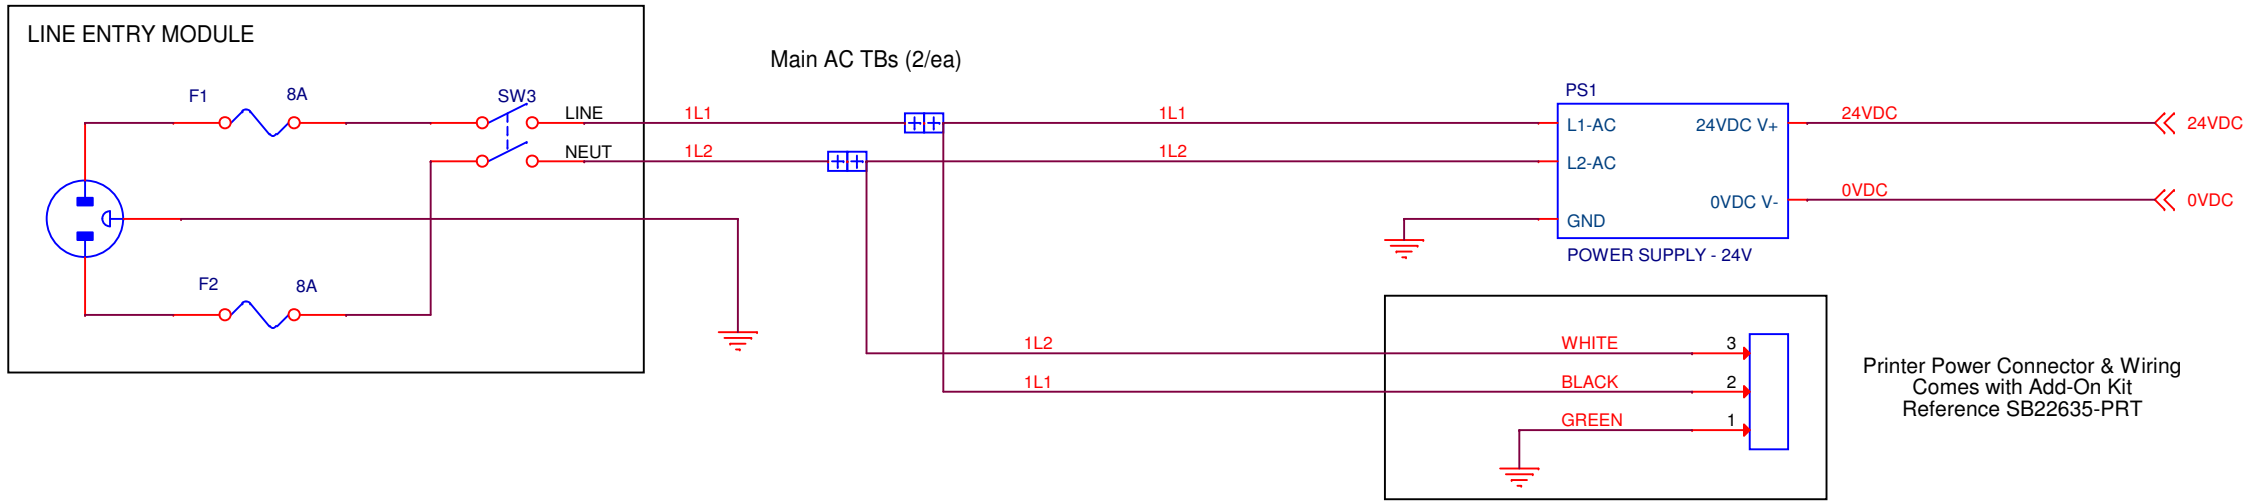 LINE ENTRY MODULE
Main AC TBs (2/ea)
F1 8A SW3
LINE 1L1 1L1
NEUT 1L2 1L2
F2 8A
PS1
L1-AC 24VDC V+ 24VDC 24VDC
L2-AC
0VDC V- 0VDC 0VDC
GND
POWER SUPPLY - 24V
1L2 WHITE 3
1L1 BLACK 2
GREEN 1
Printer Power Connector & Wiring
Comes with Add-On Kit
Reference SB22635-PRT